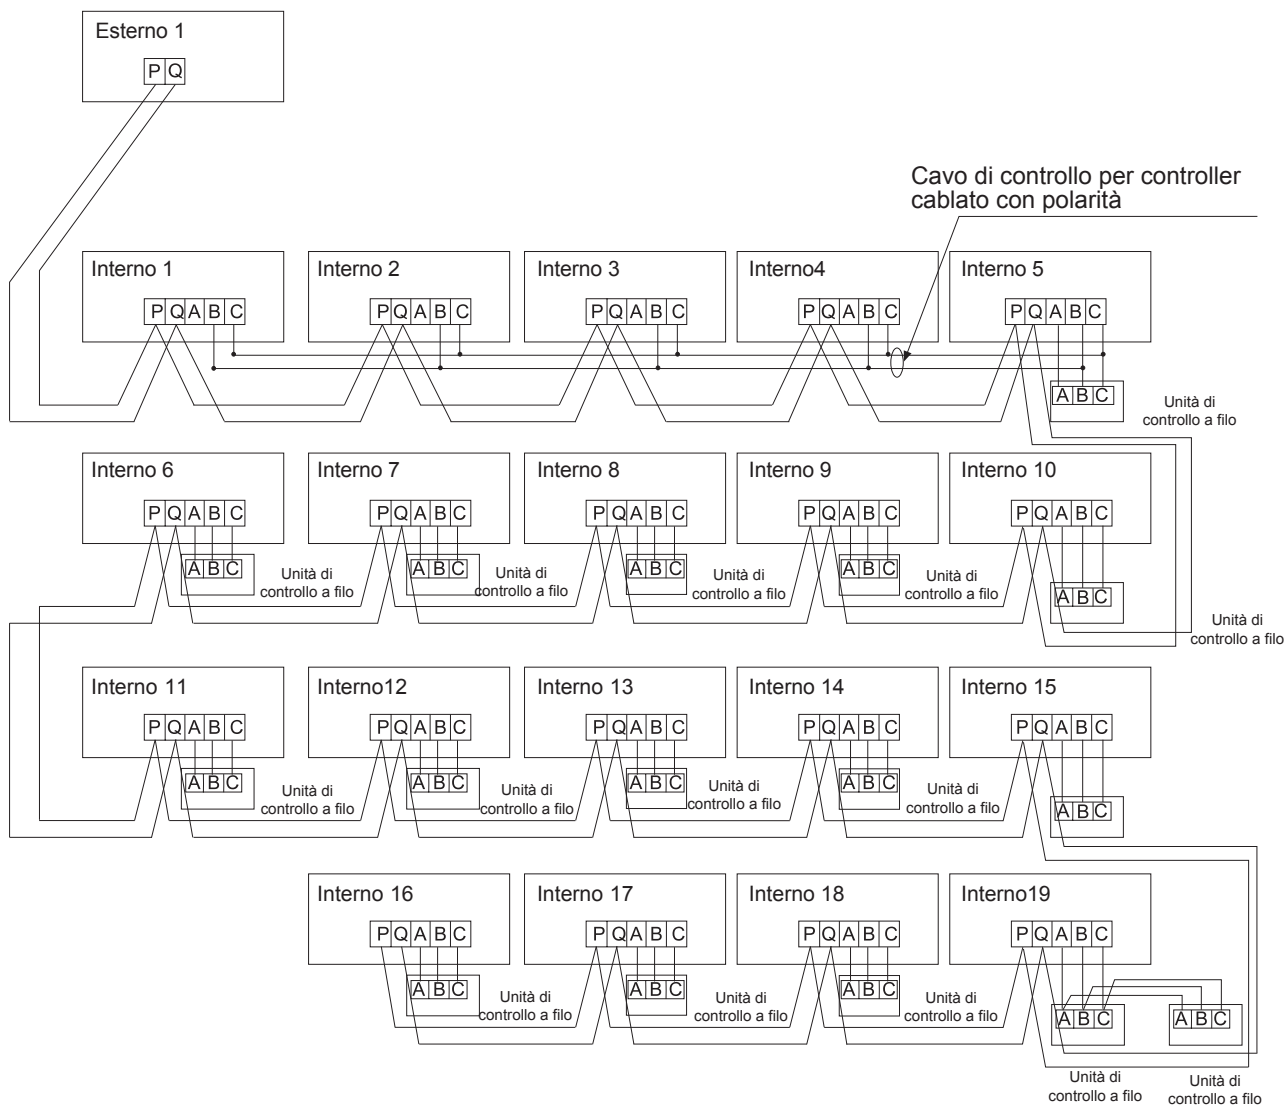 Esterno 1
P Q
Cavo di controllo per controller
cablato con polarità
Interno 1
Interno 2
Interno 3
Interno4
Interno 5
P Q A B C
P Q A B C
P Q A B C
P Q A B C
P Q A B C
A B C
Unità di
controllo a filo
Interno 6
Interno 7
Interno 8
Interno 9
Interno 10
P Q A B C
P Q A B C
P Q A B C
P Q A B C
P Q A B C
A B C
Unità di
controllo a filo
A B C
Unità di
controllo a filo
A B C
Unità di
controllo a filo
A B C
Unità di
controllo a filo
A B C
Unità di
controllo a filo
Interno 11
Interno12
Interno 13
Interno 14
Interno 15
P Q A B C
P Q A B C
P Q A B C
P Q A B C
P Q A B C
A B C
Unità di
controllo a filo
A B C
Unità di
controllo a filo
A B C
Unità di
controllo a filo
A B C
Unità di
controllo a filo
A B C
Interno 16
Interno 17
Interno 18
Interno19
P Q A B C
P Q A B C
P Q A B C
P Q A B C
A B C
Unità di
controllo a filo
A B C
Unità di
controllo a filo
A B C
Unità di
controllo a filo
A B C
A B C
Unità di
controllo a filo
Unità di
controllo a filo